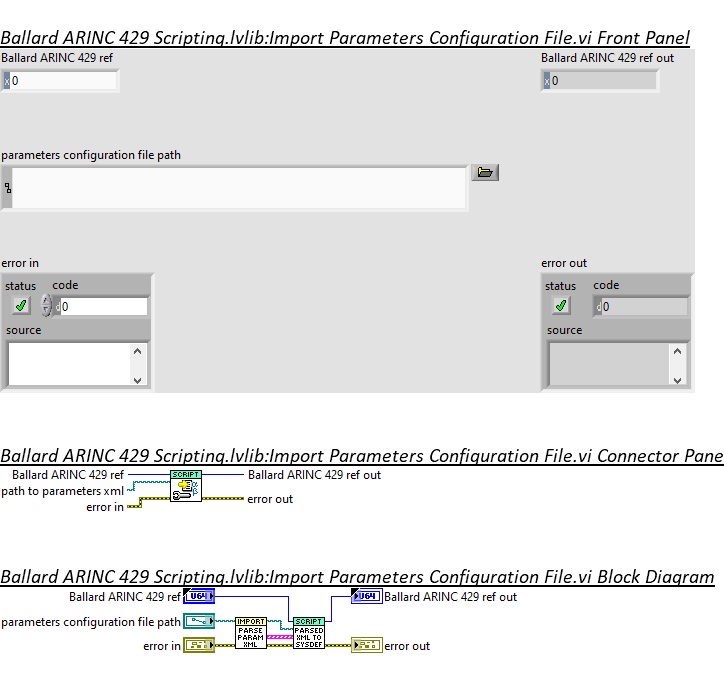 Ballard ARINC 429 Scripting.lvlib:Import Parameters Configuration File.vi Front Panel
Ballard ARINC 429 ref
Ballard ARINC 429 ref out
x 0
x 0
parameters configuration file path
error in
error out
status code
status code
d 0
d 0
source
source
Ballard ARINC 429 Scripting.lvlib:Import Parameters Configuration File.vi Connector Pane
Ballard ARINC 429 ref
SCRIPT
Ballard ARINC 429 ref out
path to parameters xml
error in
error out
Ballard ARINC 429 Scripting.lvlib:Import Parameters Configuration File.vi Block Diagram
Ballard ARINC 429 ref
U64
U64
Ballard ARINC 429 ref out
parameters configuration file path
IMPORT
PARSE
PARAM
XML
SCRIPT
PARSED
XML TO
SYSDEF
error in
error out